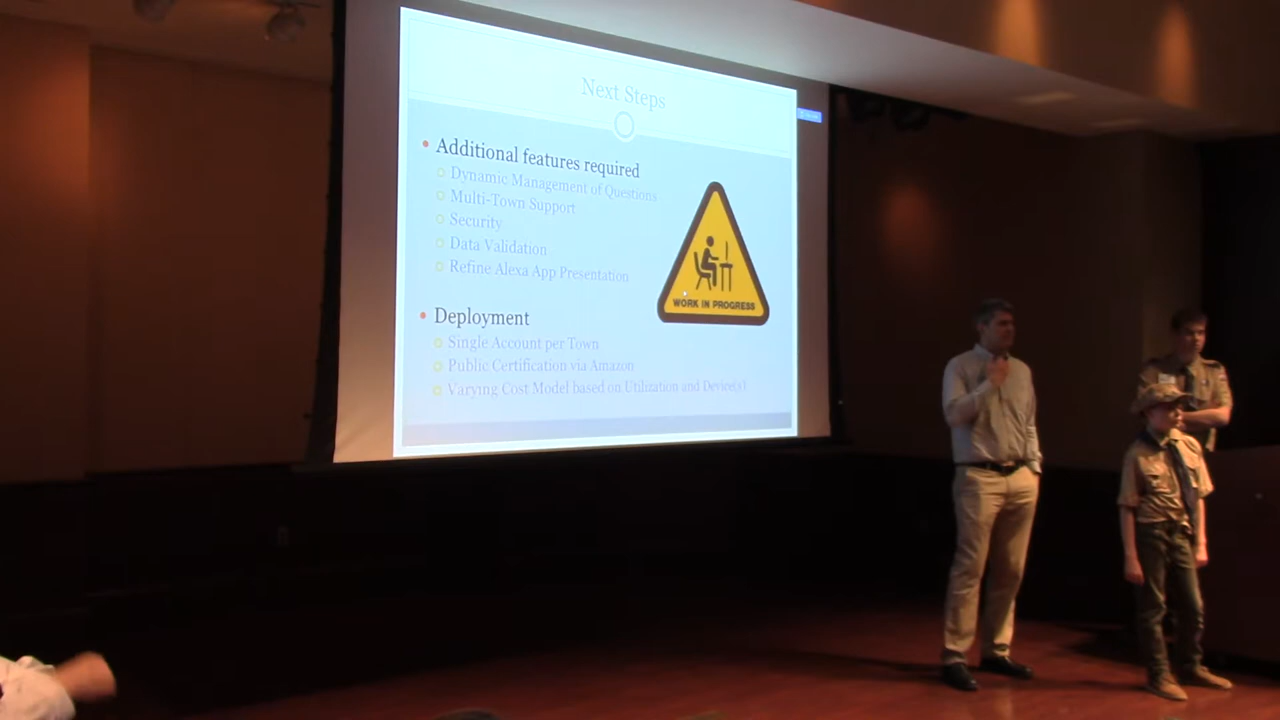 Next Steps
Additional features required
Dynamic Management of Questions
Multi-Town Support
Security
Data Validation
Refine Alexa App Presentation
WORK IN PROGRESS
Deployment
Single Account per Town
Public Certification via Amazon
Varying Cost Model based on Utilization and Device(s)